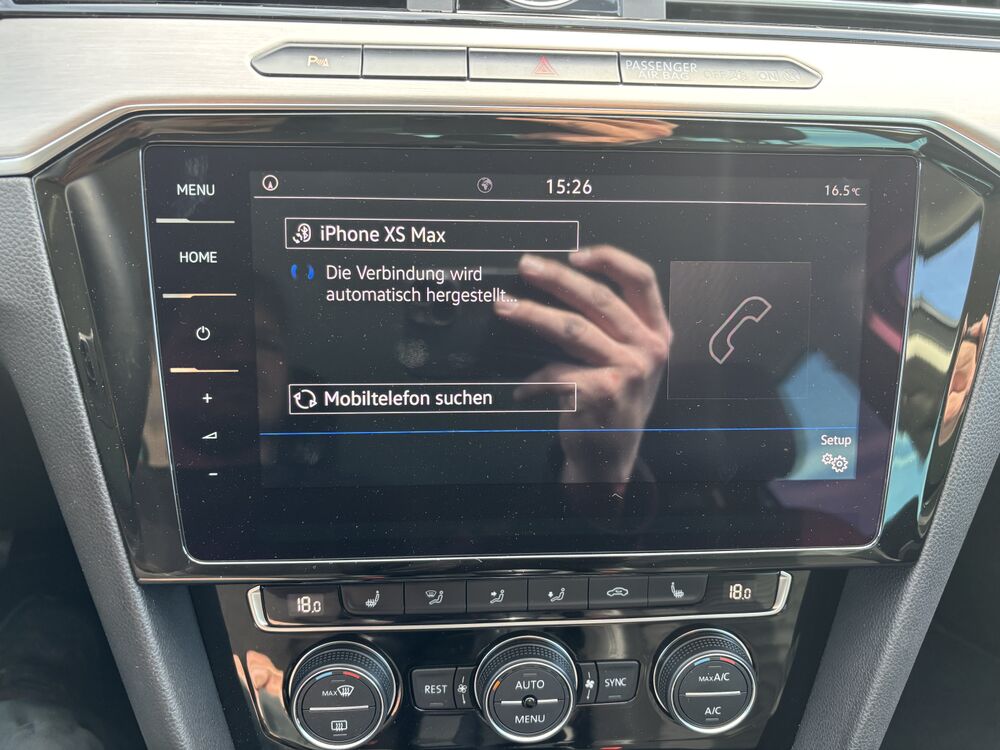 P
PASSENGER
AIR BAG OFF ON
MENU
15:26
16.5°C
iPhone XS Max
HOME
Die Verbindung wird
automatisch hergestellt...
+
Mobiltelefon suchen
Setup
-
18.0
18.0
MAX
REST
AUTO
MENU
SYNC
MAX A/C
A/C